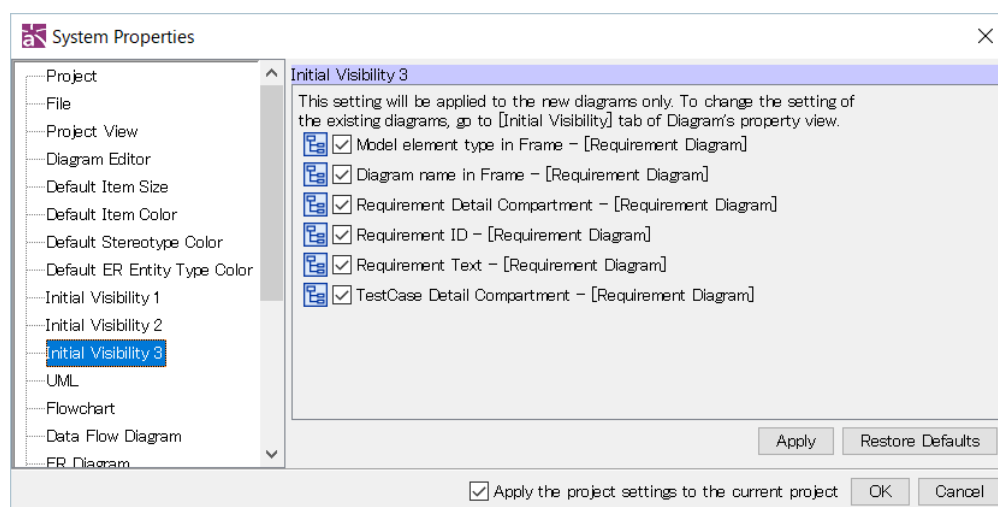 System Properties
Project
File
Project View
Diagram Editor
Default Item Size
Default Item Color
Default Stereotype Color
Default ER Entity Type Color
Initial Visibility 1
Initial Visibility 2
Initial Visibility 3
UML
Flowchart
Data Flow Diagram
ER Diagram
Initial Visibility 3
This setting will be applied to the new diagrams only. To change the setting of
the existing diagrams, go to [Initial Visibility] tab of Diagram's property view.
Model element type in Frame - [Requirement Diagram]
Diagram name in Frame - [Requirement Diagram]
Requirement Detail Compartment - [Requirement Diagram]
Requirement ID - [Requirement Diagram]
Requirement Text - [Requirement Diagram]
TestCase Detail Compartment - [Requirement Diagram]
Apply Restore Defaults
Apply the project settings to the current project OK Cancel